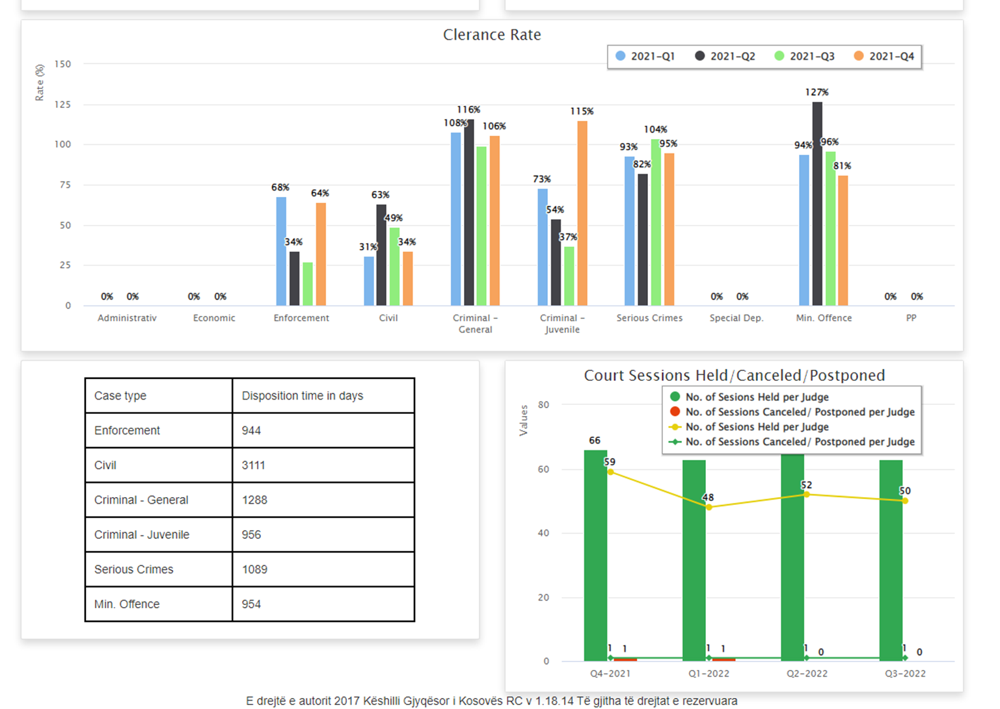 Clerance Rate
2021-Q1 2021-Q2 2021-Q3 2021-Q4
Rate (%)
150
125
100
75
50
25
0
0% 0%
0% 0%
68% 34% 64%
31% 63% 49% 34%
108% 116% 106%
73% 54% 37% 115%
93% 82% 104% 95%
0% 0%
94% 127% 96% 81%
0% 0%
Administrativ Economic Enforcement Civil Criminal - General Criminal - Juvenile Serious Crimes Special Dep. Min. Offence PP
Case type Disposition time in days
Enforcement 944
Civil 3111
Criminal - General 1288
Criminal - Juvenile 956
Serious Crimes 1089
Min. Offence 954
Court Sessions Held/Canceled/Postponed
No. of Sesions Held per Judge
No. of Sessions Canceled/ Postponed per Judge
No. of Sesions Held per Judge
No. of Sessions Canceled/ Postponed per Judge
Values
80
60
40
20
0
66
59 48 52 50
1 1 1 1 1 0 1 0
Q4-2021 Q1-2022 Q2-2022 Q3-2022
E drejtë e autorit 2017 Këshilli Gjyqësor i Kosovës RC v 1.18.14 Të gjitha të drejtat e rezervuara